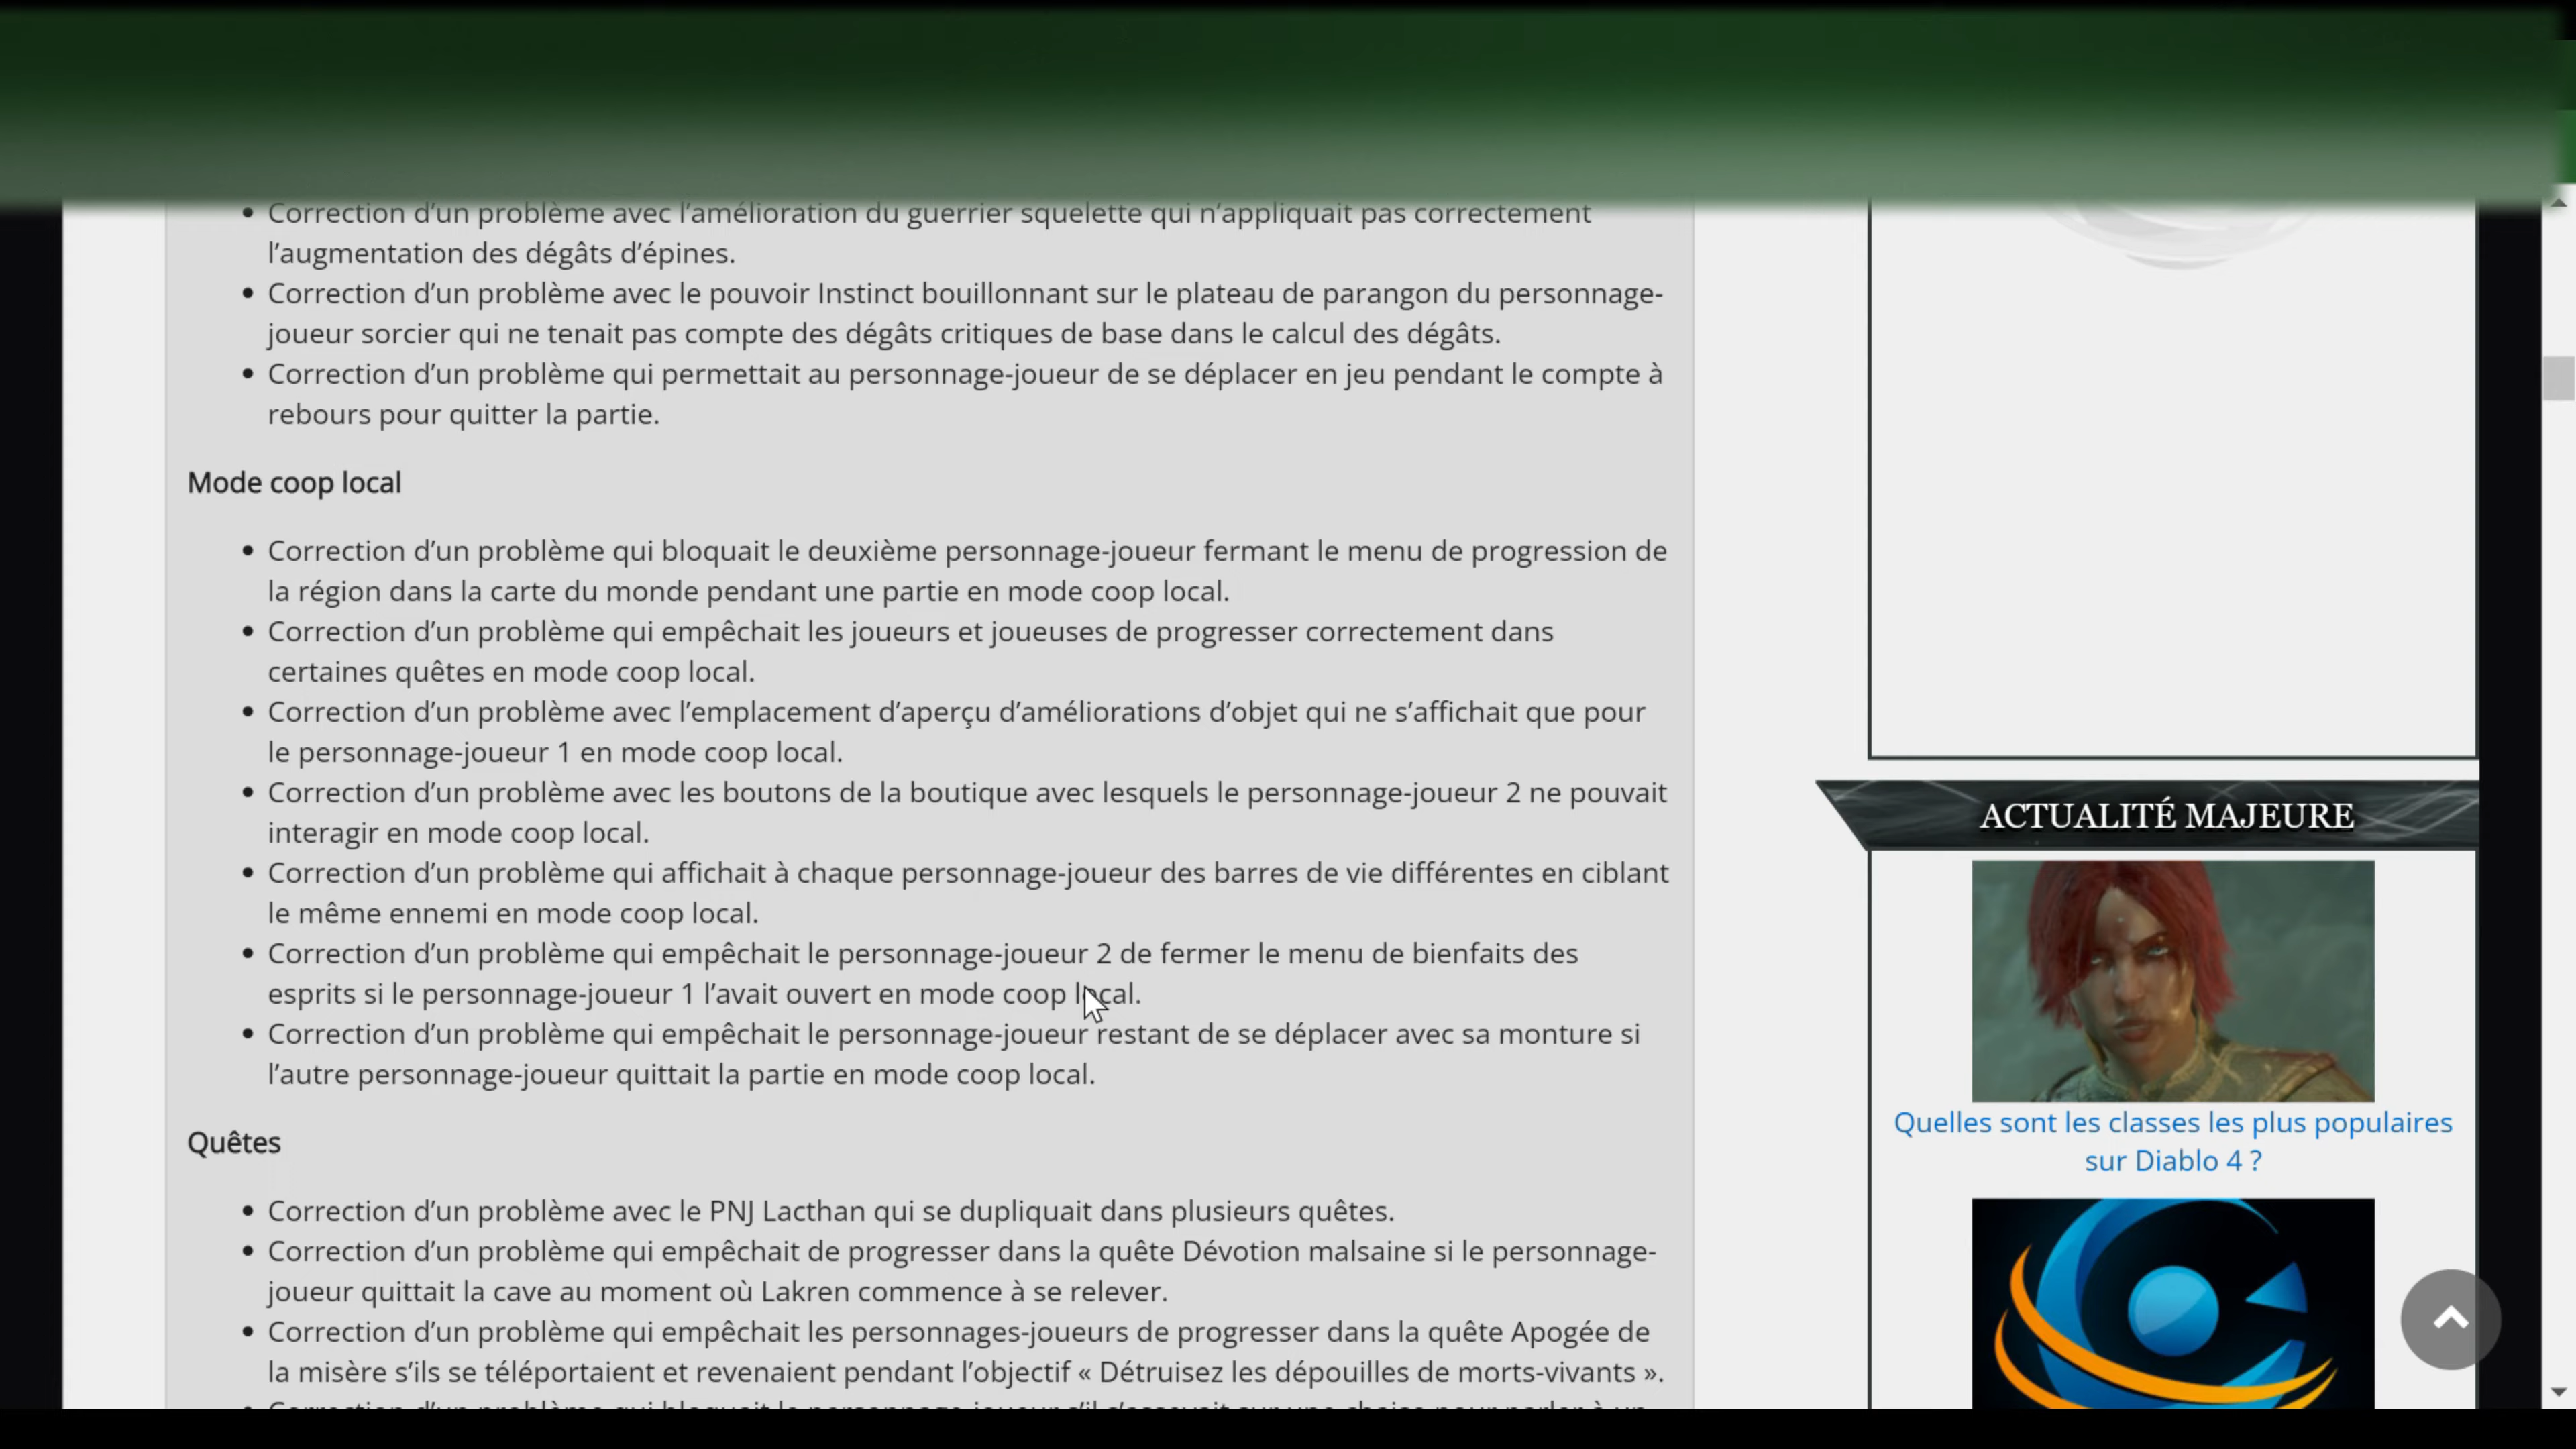 • Correction d’un problème avec l’amélioration du guerrier squelette qui n’appliquait pas correctement
l’augmentation des dégâts d’épines.
• Correction d’un problème avec le pouvoir Instinct bouillonnant sur le plateau de parangon du personnage-
joueur sorcier qui ne tenait pas compte des dégâts critiques de base dans le calcul des dégâts.
• Correction d’un problème qui permettait au personnage-joueur de se déplacer en jeu pendant le compte à
rebours pour quitter la partie.
Mode coop local
• Correction d’un problème qui bloquait le deuxième personnage-joueur fermant le menu de progression de
la région dans la carte du monde pendant une partie en mode coop local.
• Correction d’un problème qui empêchait les joueurs et joueuses de progresser correctement dans
certaines quêtes en mode coop local.
• Correction d’un problème avec l’emplacement d’aperçu d’améliorations d’objet qui ne s’affichait que pour
le personnage-joueur 1 en mode coop local.
• Correction d’un problème avec les boutons de la boutique avec lesquels le personnage-joueur 2 ne pouvait
interagir en mode coop local.
• Correction d’un problème qui affichait à chaque personnage-joueur des barres de vie différentes en ciblant
le même ennemi en mode coop local.
• Correction d’un problème qui empêchait le personnage-joueur 2 de fermer le menu de bienfaits des
esprits si le personnage-joueur 1 l’avait ouvert en mode coop local.
• Correction d’un problème qui empêchait le personnage-joueur restant de se déplacer avec sa monture si
l’autre personnage-joueur quittait la partie en mode coop local.
Quêtes
• Correction d’un problème avec le PNJ Lacthan qui se dupliquait dans plusieurs quêtes.
• Correction d’un problème qui empêchait de progresser dans la quête Dévotion malsaine si le personnage-
joueur quittait la cave au moment où Lakren commence à se relever.
• Correction d’un problème qui empêchait les personnages-joueurs de progresser dans la quête Apogée de
la misère s’ils se téléportaient et revenaient pendant l’objectif « Détruisez les dépouilles de morts-vivants ».
ACTUALITÉ MAJEURE
Quelles sont les classes les plus populaires
sur Diablo 4 ?